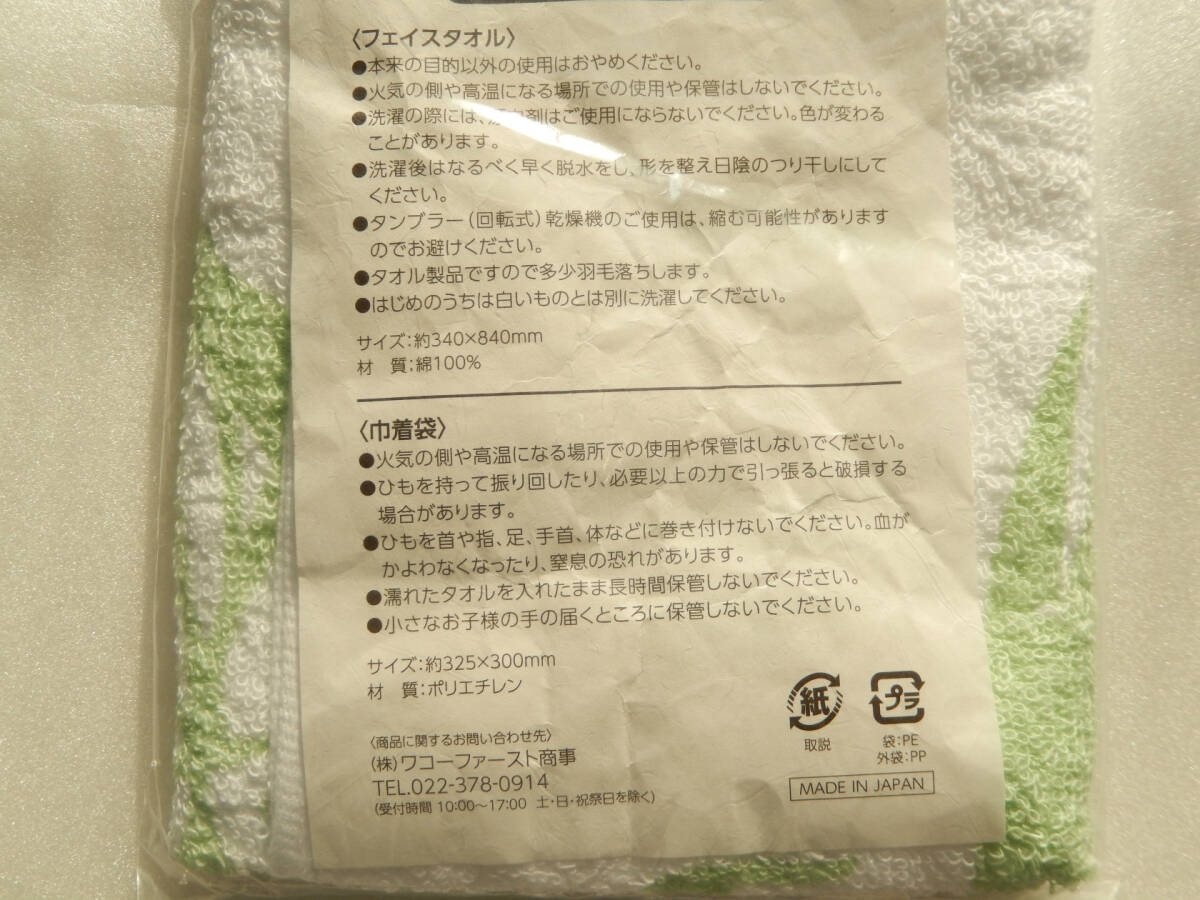 〈フェイスタオル〉
●本来の目的以外の使用はおやめください。
●火気の側や高温になる場所での使用や保管はしないでください。
●洗濯の際には、剤はご使用にならないでください。色が変わる
ことがあります。
●洗濯後はなるべく早く脱水をし、形を整え日陰のつり干しにして
ください。
●タンブラー(回転式)乾燥機のご使用は、縮む可能性があります
のでお避けください。
●タオル製品ですので多少羽毛落ちします。
●はじめのうちは白いものとは別に洗濯してください。
サイズ:約340×840mm
材 質:綿100%
〈巾着袋〉
●火気の側や高温になる場所での使用や保管はしないでください。
●ひもを持って振り回したり、必要以上の力で引っ張ると破損する
場合があります。
●ひもを首や指、足、手首、体などに巻き付けないでください。血が
かよわなくなったり、窒息の恐れがあります。
●濡れたタオルを入れたまま長時間保管しないでください。
●小さなお子様の手の届くところに保管しないでください。
サイズ:約325×300mm
材 質:ポリエチレン
紙
プラ
取説
袋:PE
外袋:PP
〈商品に関するお問い合わせ先〉
(株)ワコーファースト商事
TEL.022-378-0914
(受付時間 10:00〜17:00 土・日・祝祭日を除く)
MADE IN JAPAN